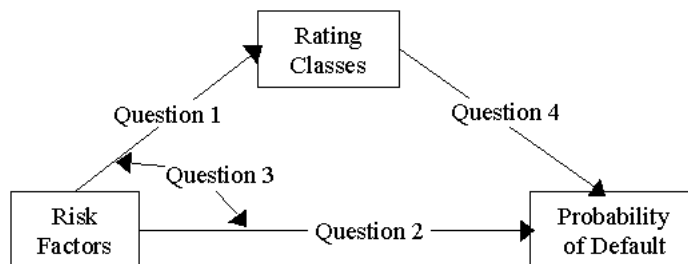 Rating
Classes
Question 1
Question 4
Question 3
Risk
Factors
Question 2
Probability
of Default